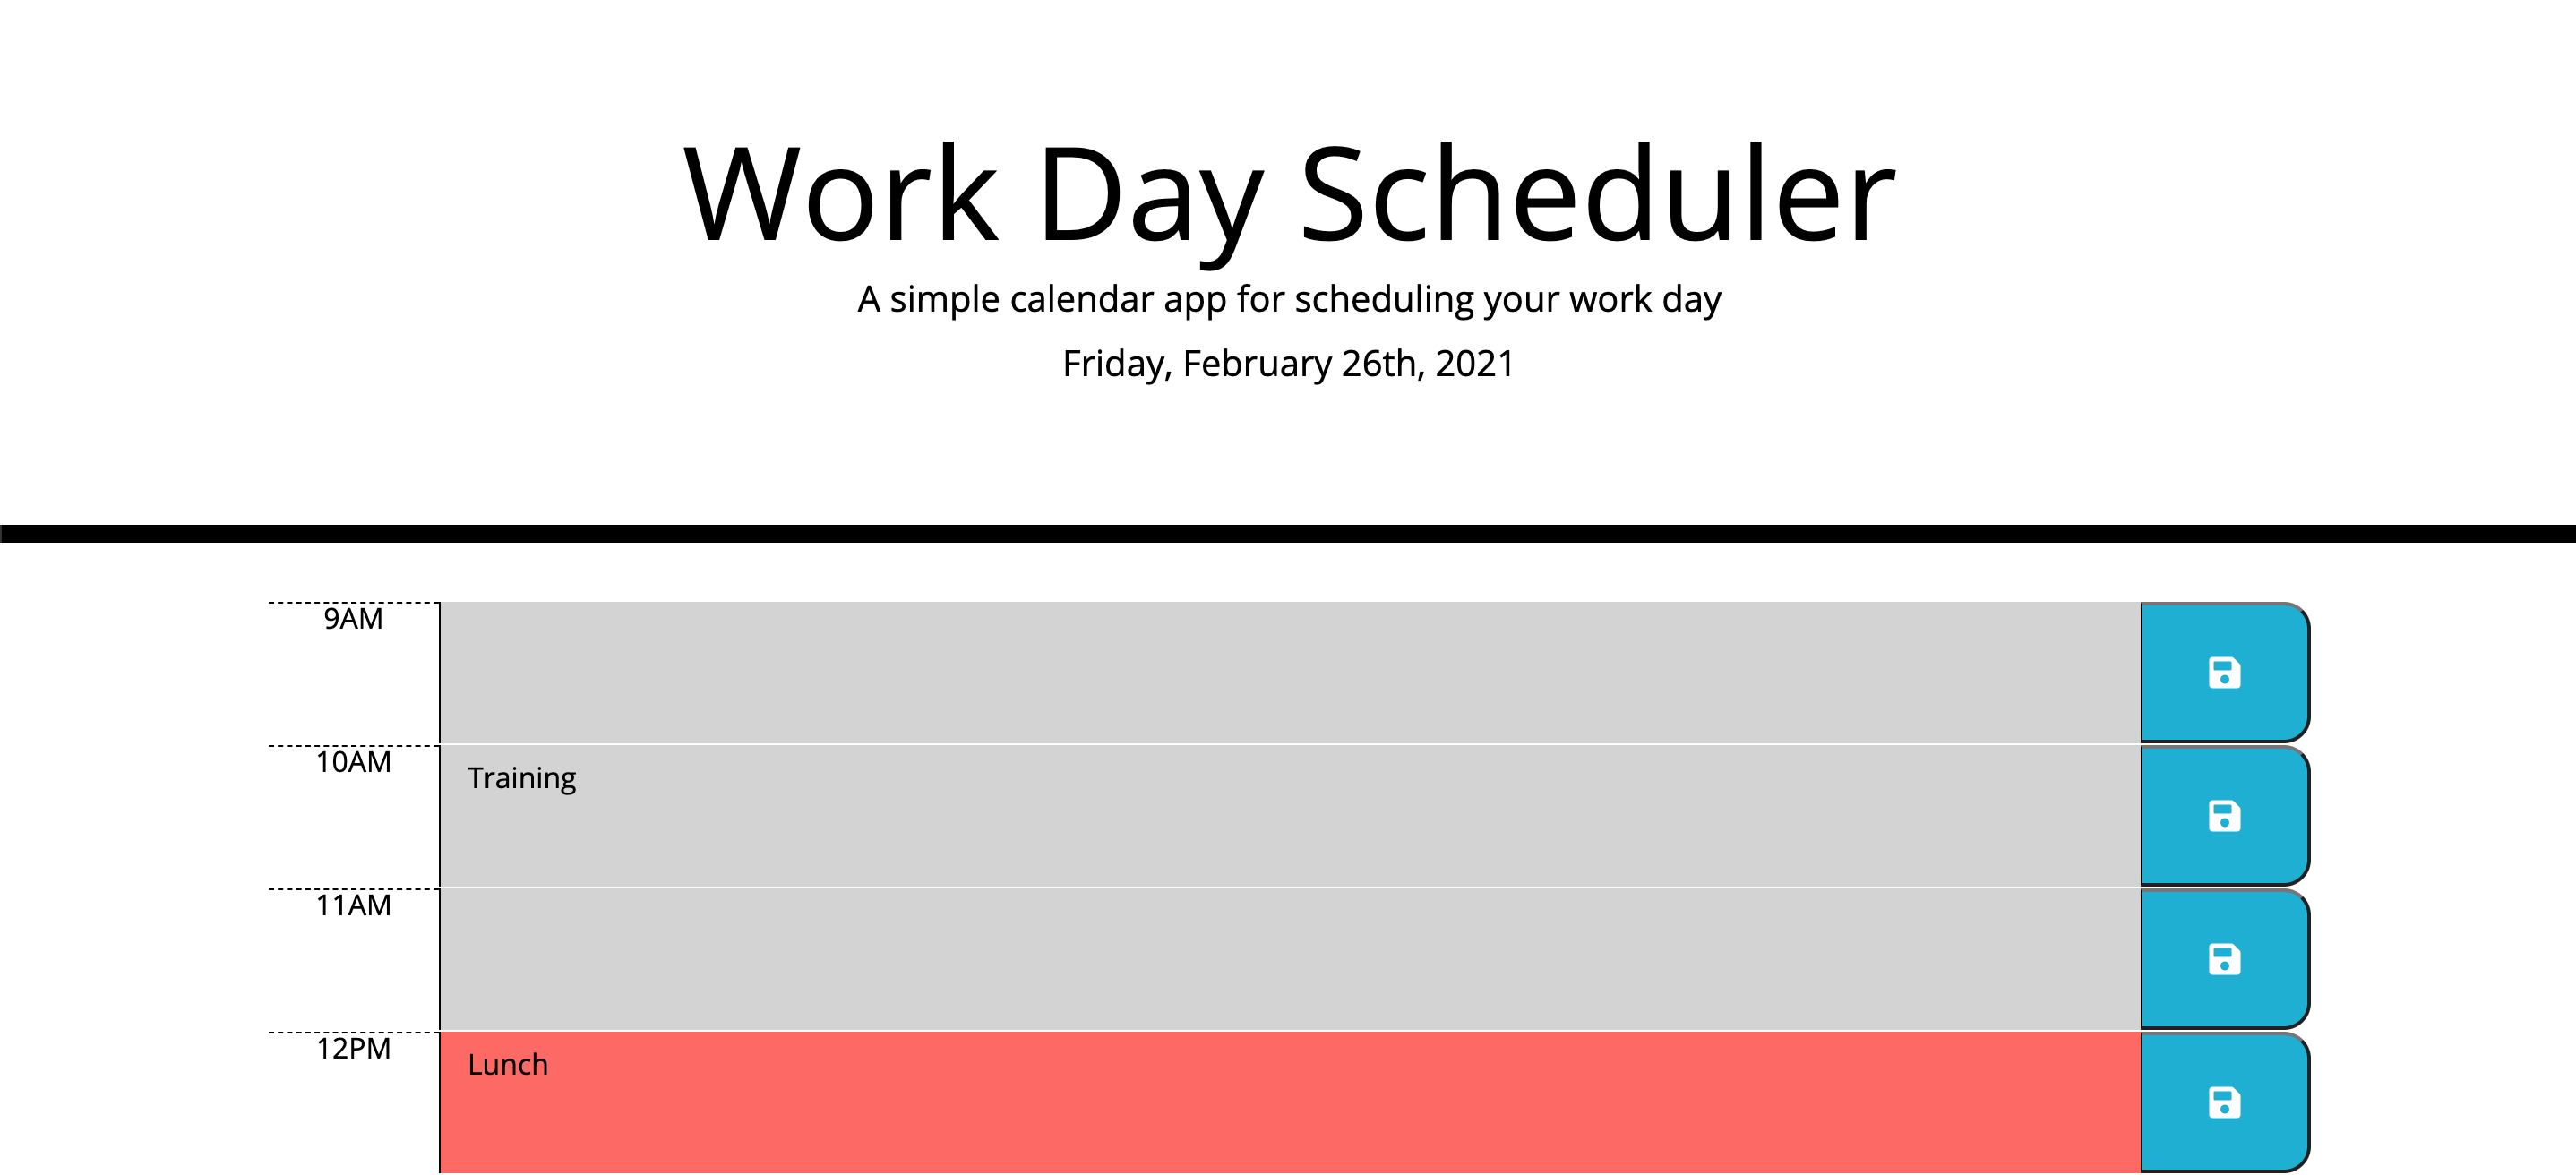 Work Day Scheduler
A simple calendar app for scheduling your work day
Friday, February 26th, 2021
9AM
10AM
Training
11AM
12PM
Lunch